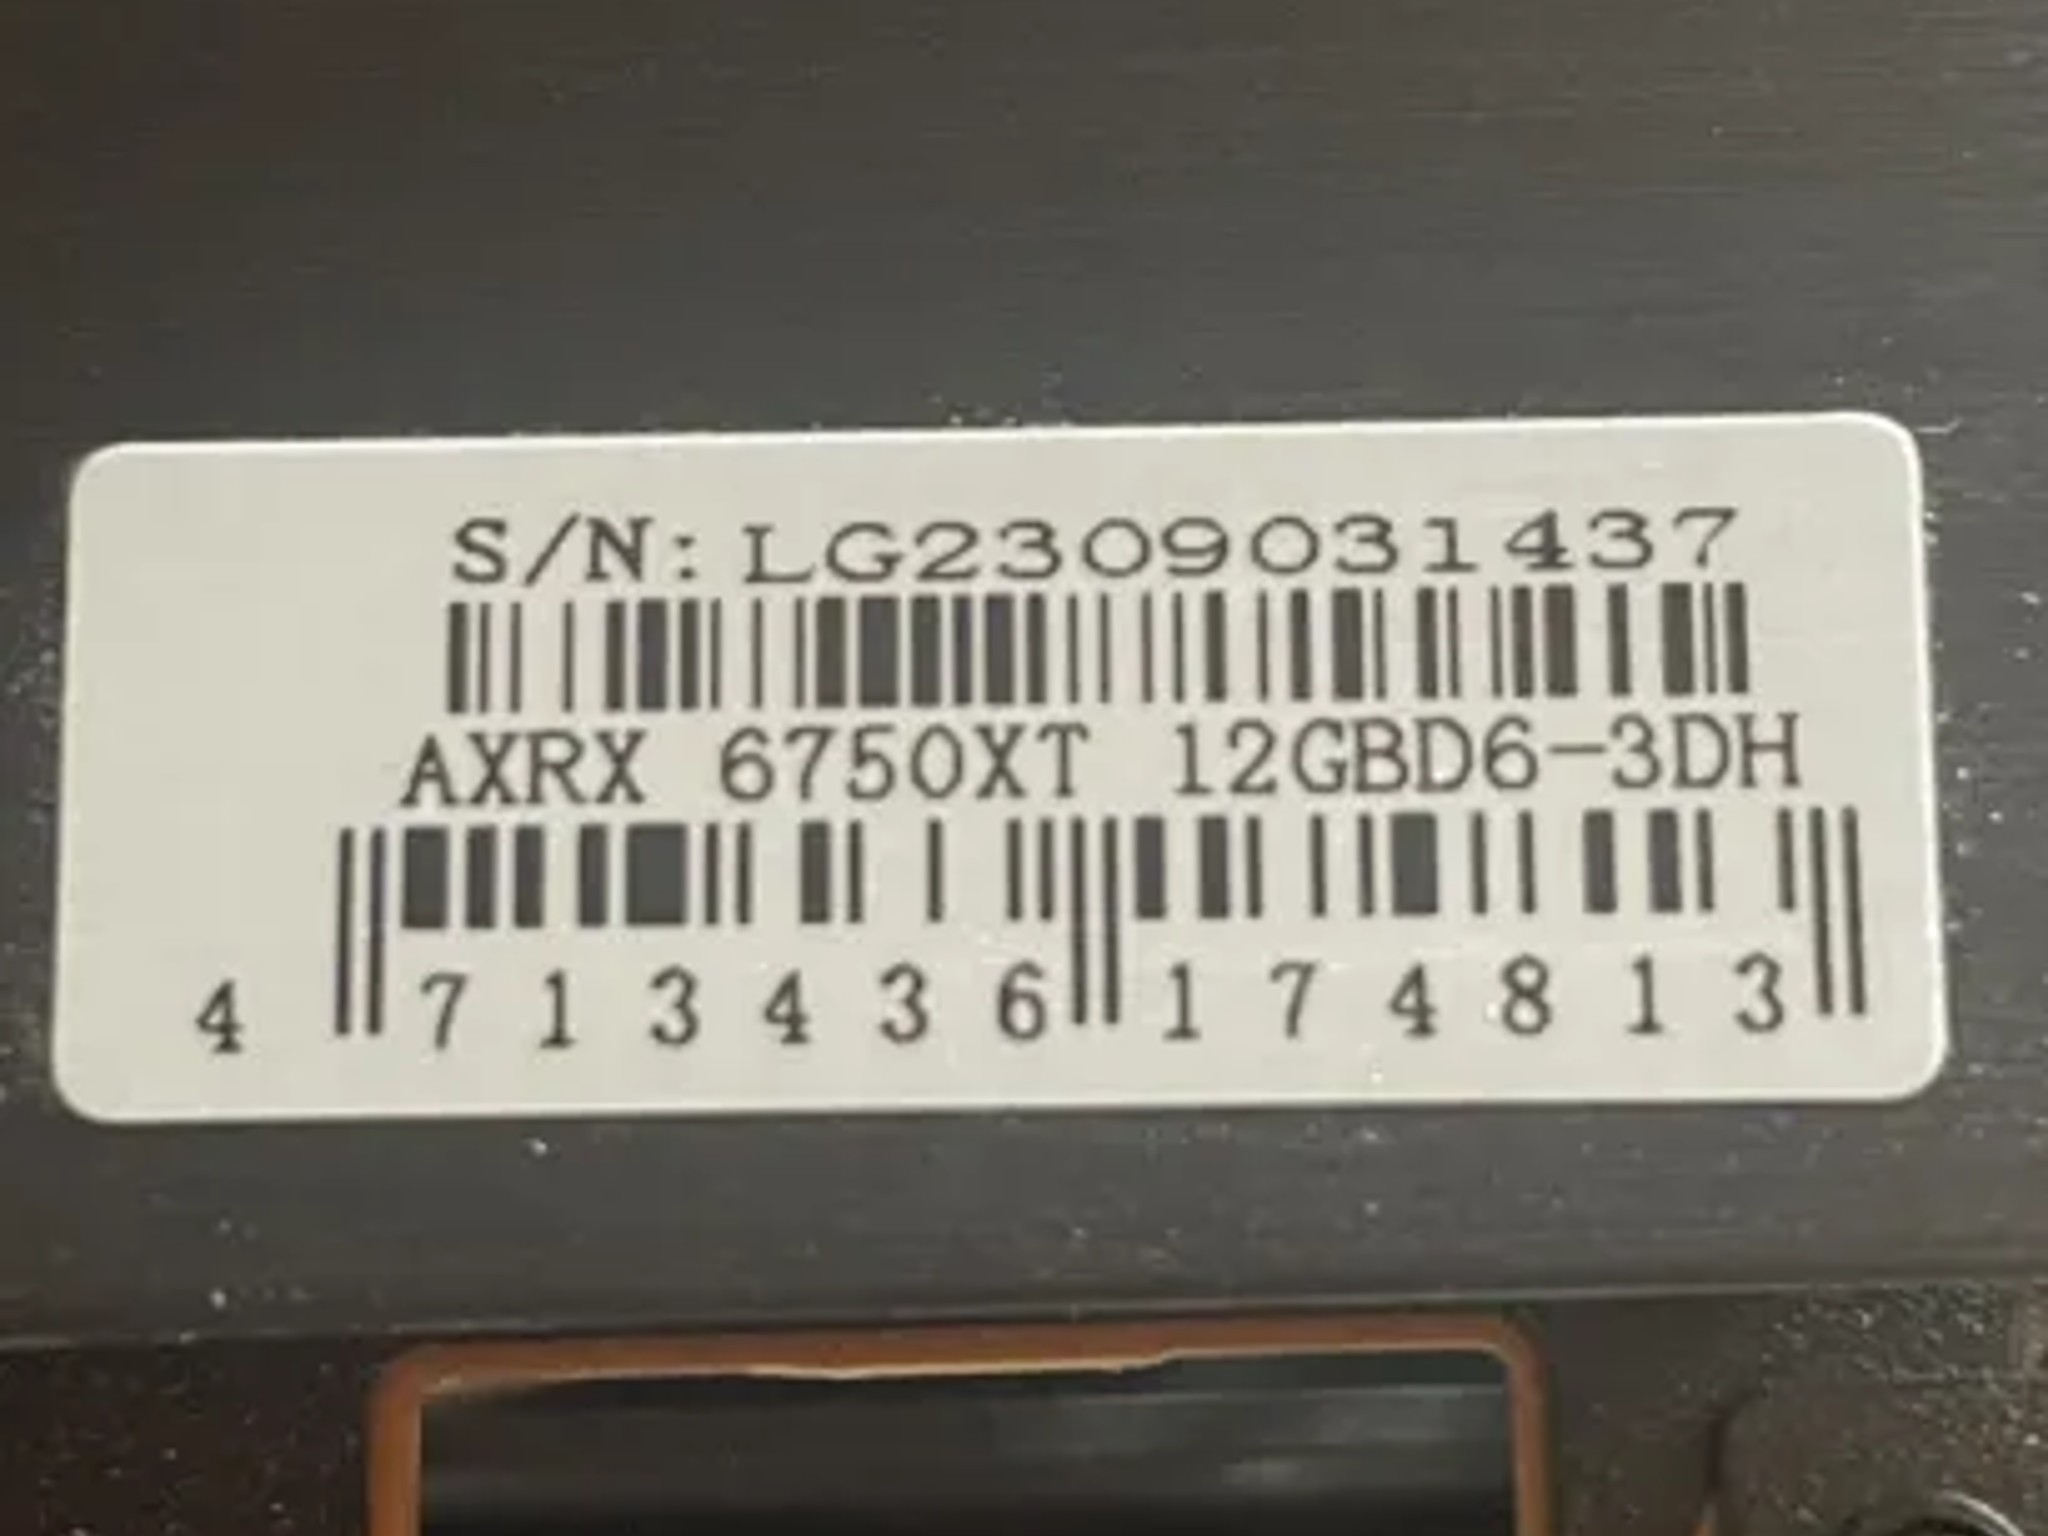 S/N: LG2309031437
AXRX 6750XT 12GBD6-3DH
4 713436 174813